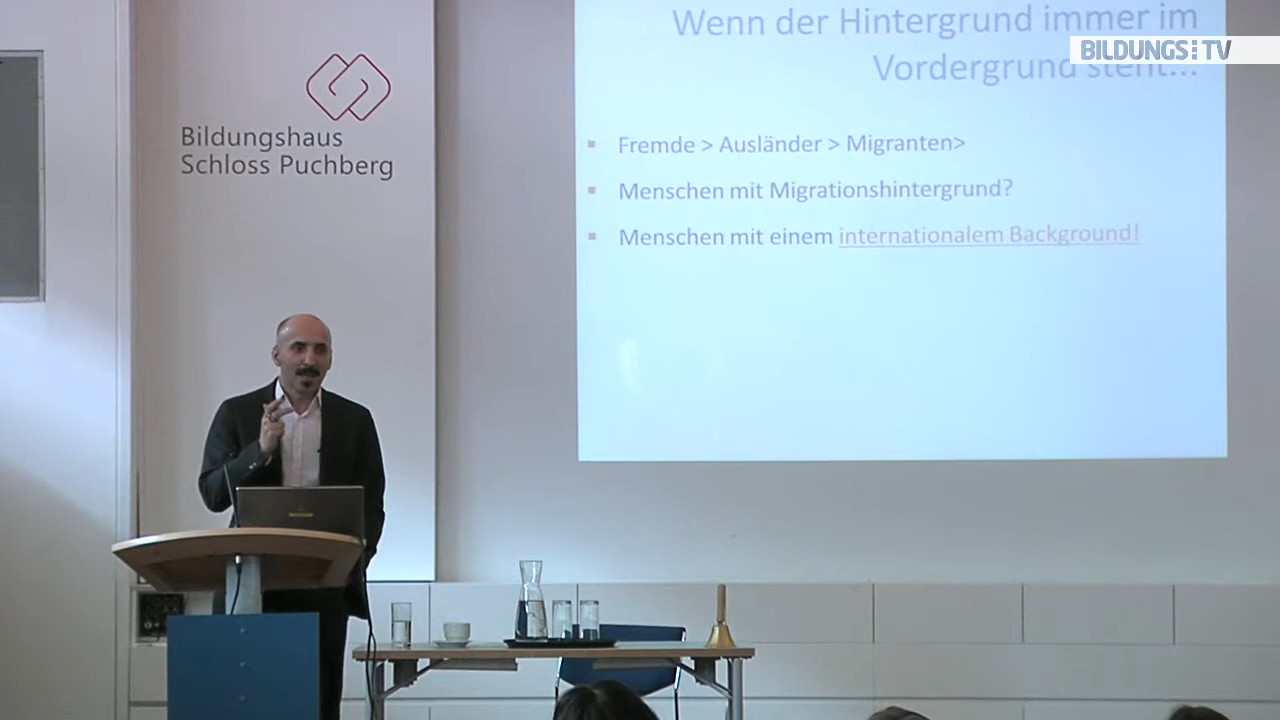 Wenn der Hintergrund immer im
BILDUNGS TV
Vordergrund steht...
Bildungshaus
Schloss Puchberg
Fremde > Ausländer > Migranten>
Menschen mit Migrationshintergrund?
Menschen mit einem internationalem Background!